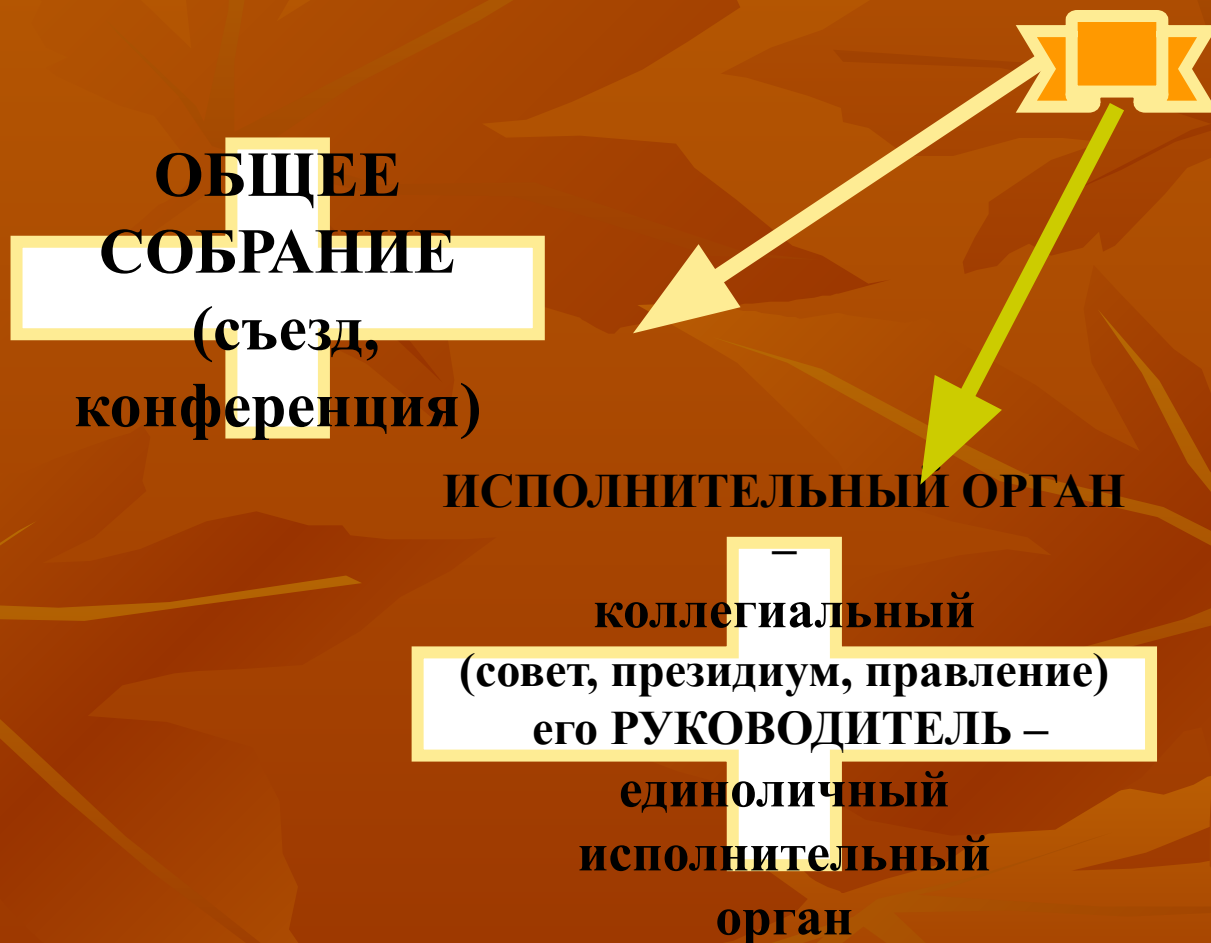 ОБЩЕЕ
СОБРАНИЕ
(съезд,
конференция)
ИСПОЛНИТЕЛЬНЫЙ ОРГАН
–
коллегиальный
(совет, президиум, правление)
его РУКОВОДИТЕЛЬ –
единоличный
исполнительный
орган